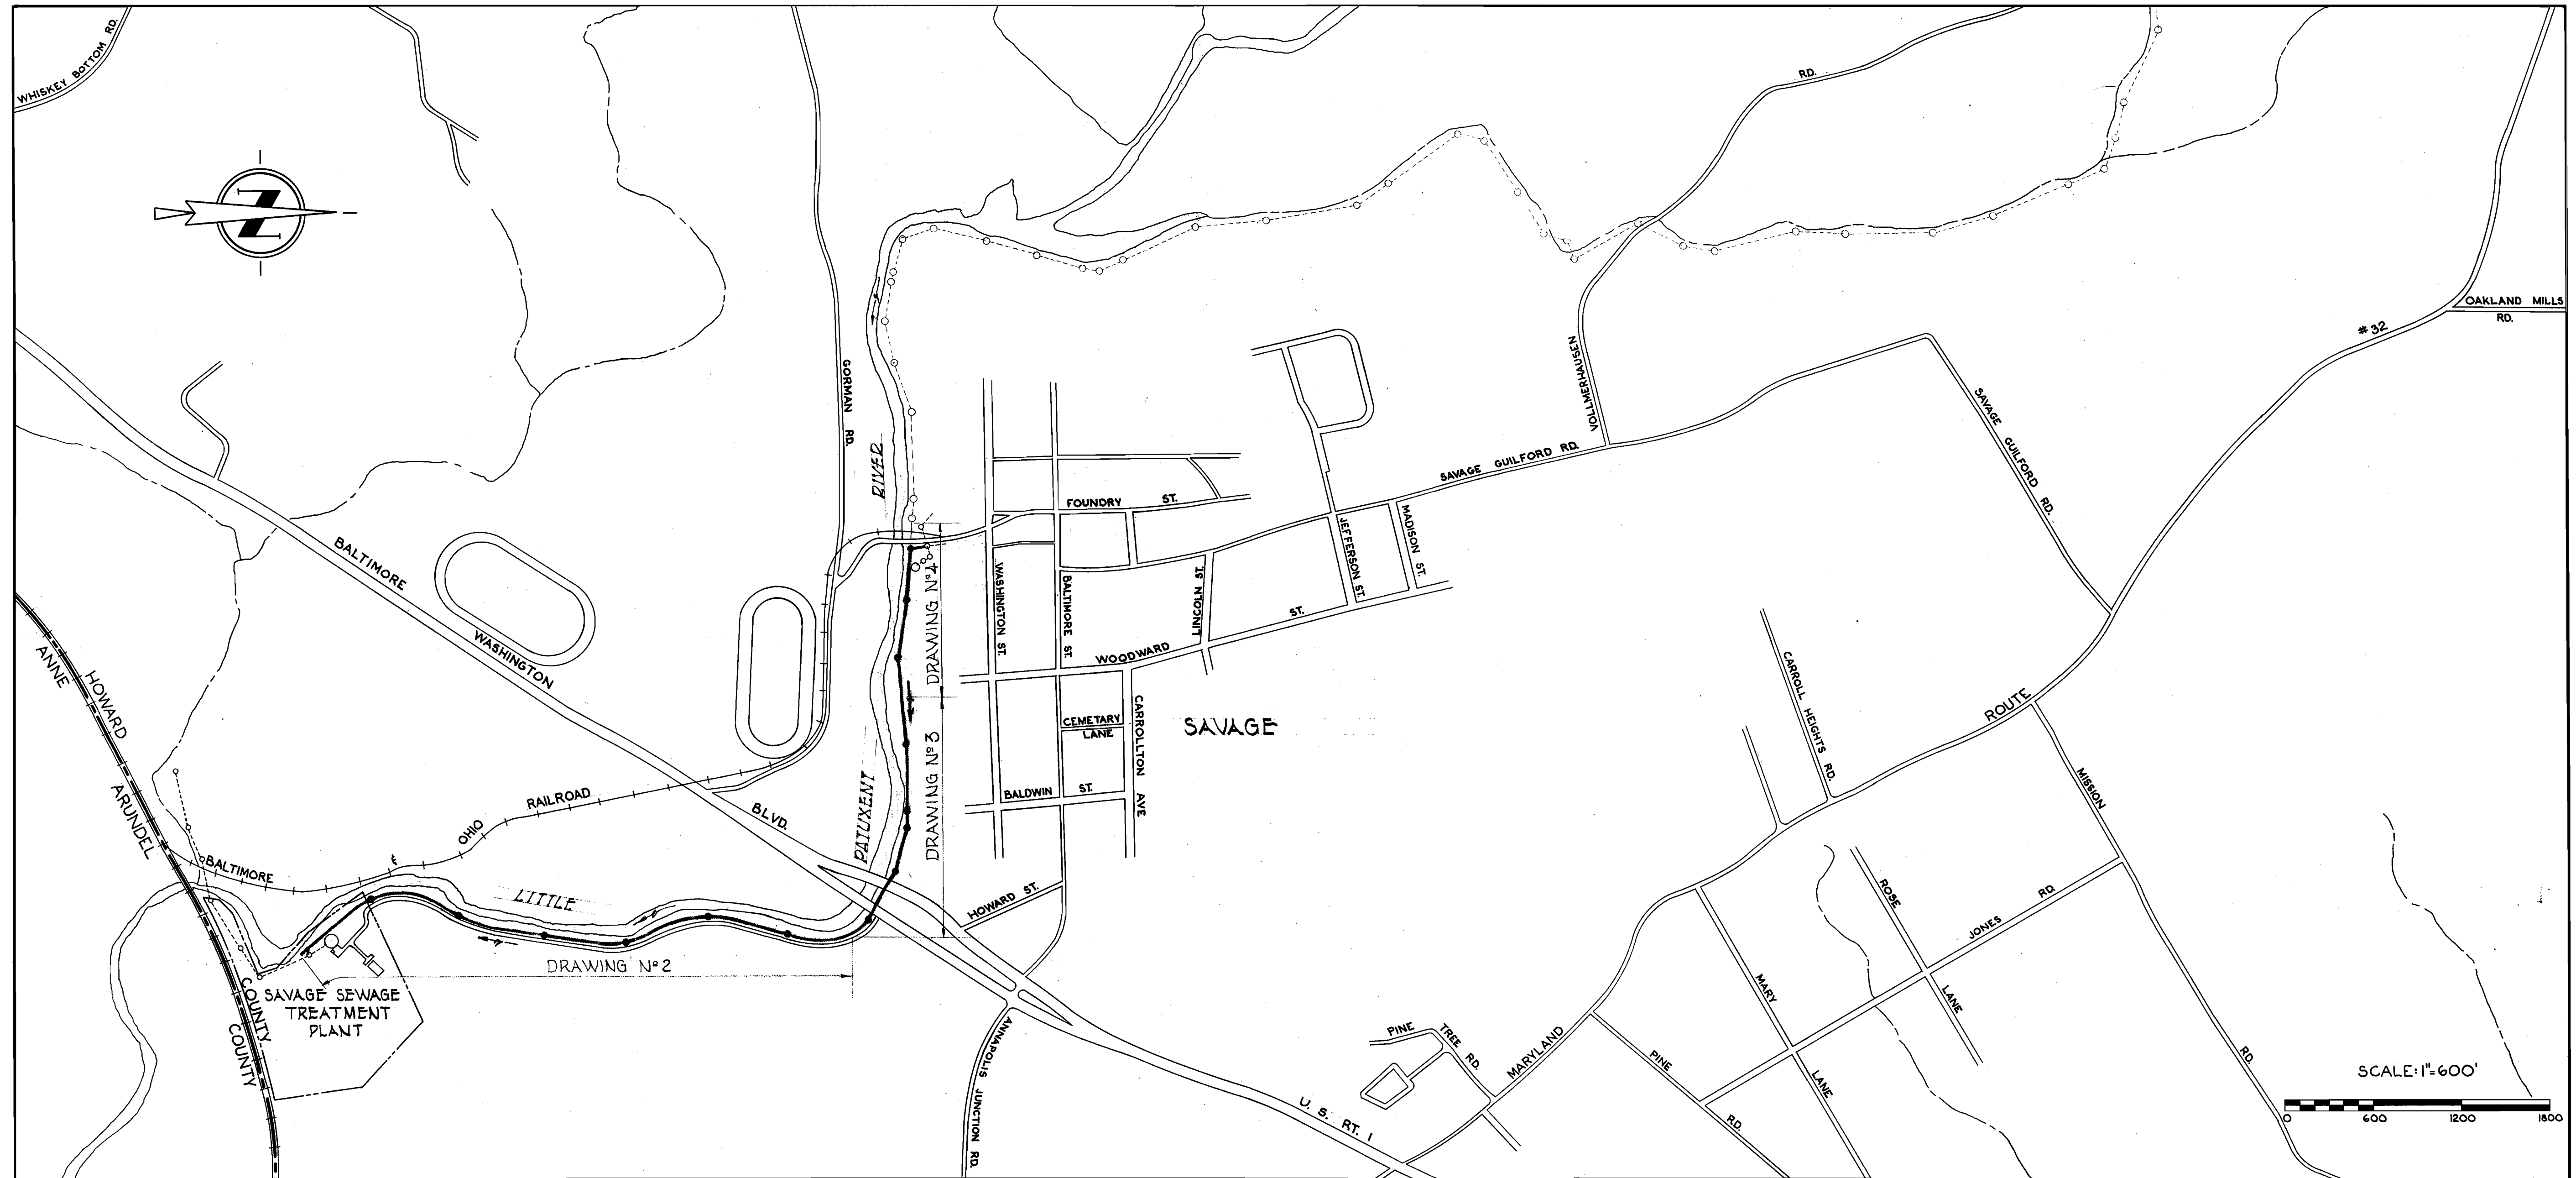 WHISKEY BOTTOM RD.
RD.
N
OAKLAND MILLS
RD.
#32
VOLLMERHAUSEN
GORMAN RD.
SAVAGE GUILFORD RD.
SAVAGE GUILFORD RD.
RIVER
FOUNDRY ST.
MADISON ST.
JEFFERSON ST.
LINCOLN ST.
WASHINGTON ST.
BALTIMORE ST.
DRAWING Nº 4
BALTIMORE
WASHINGTON
BLVD.
WOODWARD ST.
CEMETARY
LANE
CARROLLTON AVE
SAVAGE
BALDWIN ST.
DRAWING Nº 3
PATUXENT
CARROLL HEIGHTS RD.
ROUTE
MISSION
RD.
HOWARD
ANNE
ARUNDEL
RAILROAD
OHIO
&
BALTIMORE
LITTLE
HOWARD ST.
ROSE
LANE
JONES RD.
DRAWING Nº 2
SAVAGE SEWAGE
TREATMENT
PLANT
COUNTY
COUNTY
ANNAPOLIS JUNCTION RD.
MARY
LANE
PINE TREE RD.
MARYLAND
PINE
RD.
U. S. RT. 1
SCALE: 1"=600'
0 600 1200 1800